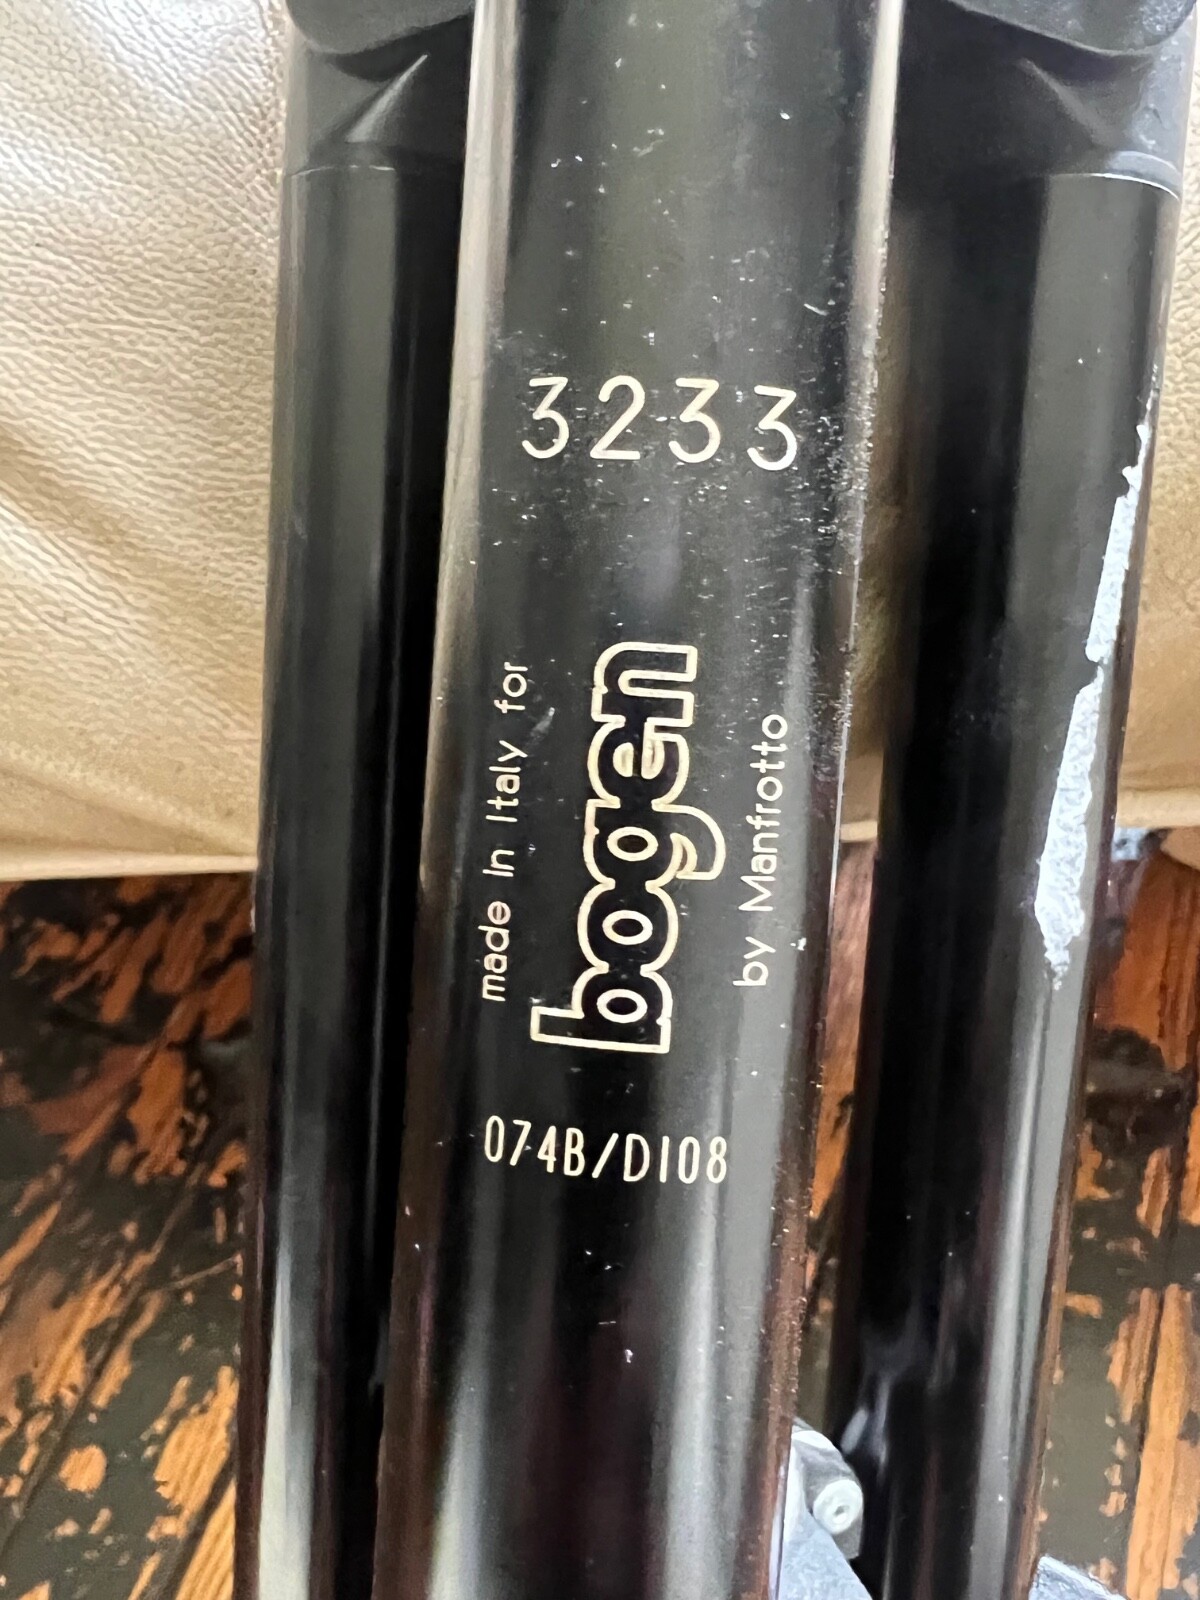 3233
made in Italy for
bogen
by Manfrotto
074B/D108